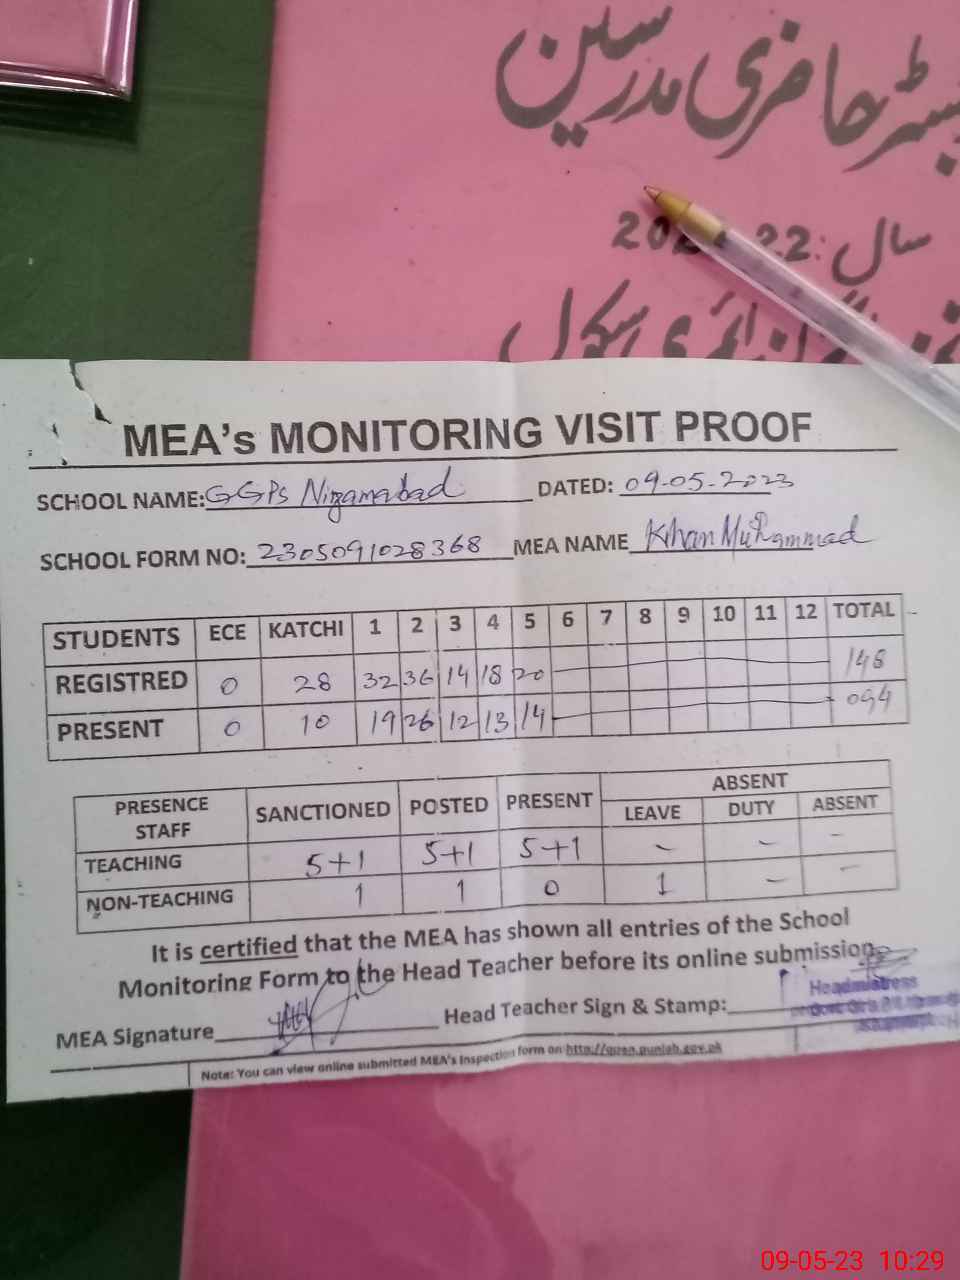 حاضری مدرسین
سال : 22
سکول
MEA's MONITORING VISIT PROOF
SCHOOL NAME: GGPS Nizamabad DATED: 09-05-2023
SCHOOL FORM NO: 2305091028368 MEA NAME Khan Muhammad
STUDENTS ECE KATCHI 1 2 3 4 5 6 7 8 9 10 11 12 TOTAL
REGISTRED 0 28 32 36 14 18 20 148
PRESENT 0 10 19 26 12 13 14 094
PRESENCE STAFF SANCTIONED POSTED PRESENT ABSENT
LEAVE DUTY ABSENT
TEACHING 5+1 5+1 5+1 - - -
NON-TEACHING 1 1 0 1 - -
It is certified that the MEA has shown all entries of the School
Monitoring Form to the Head Teacher before its online submission.
MEA Signature Head Teacher Sign & Stamp:
Headmistress
Note: You can view online submitted MEA's Inspection form on http://
09-05-23 10:29